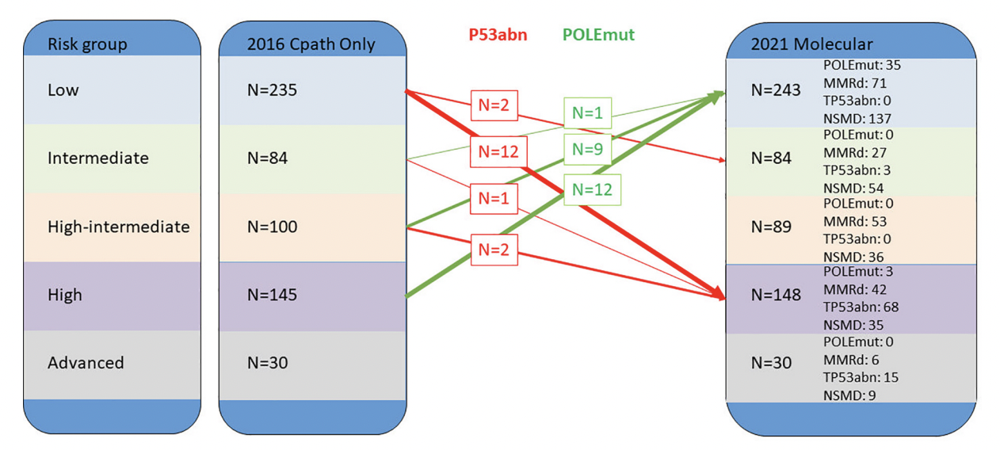 P53abn POLEmut
Risk group
Low
Intermediate
High-intermediate
High
Advanced
2016 Cpath Only
N=235
N=84
N=100
N=145
N=30
N=2
N=12
N=1
N=2
N=1
N=9
N=12
2021 Molecular
N=243
POLEmut: 35
MMRd: 71
TP53abn: 0
NSMD: 137
N=84
POLEmut: 0
MMRd: 27
TP53abn: 3
NSMD: 54
N=89
POLEmut: 0
MMRd: 53
TP53abn: 0
NSMD: 36
N=148
POLEmut: 3
MMRd: 42
TP53abn: 68
NSMD: 35
N=30
POLEmut: 0
MMRd: 6
TP53abn: 15
NSMD: 9